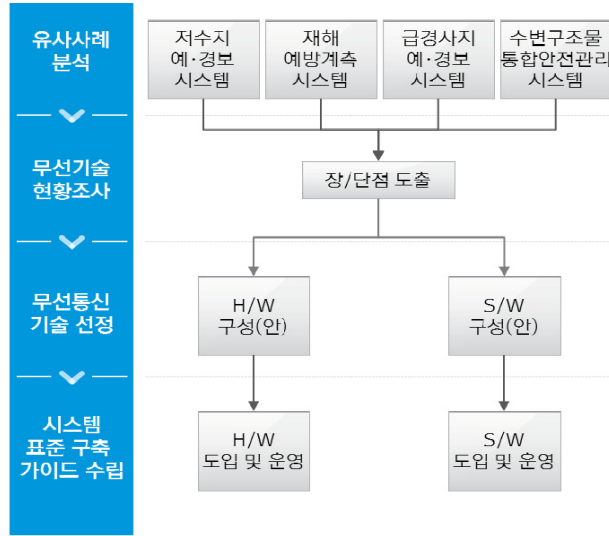 유사사례
분석
저수지
예·경보
시스템
재해
예방계측
시스템
급경사지
예·경보
시스템
수변구조물
통합안전관리
시스템
무선기술
현황조사
장/단점 도출
무선통신
기술 선정
H/W
구성(안)
S/W
구성(안)
시스템
표준 구축
가이드 수립
H/W
도입 및 운영
S/W
도입 및 운영